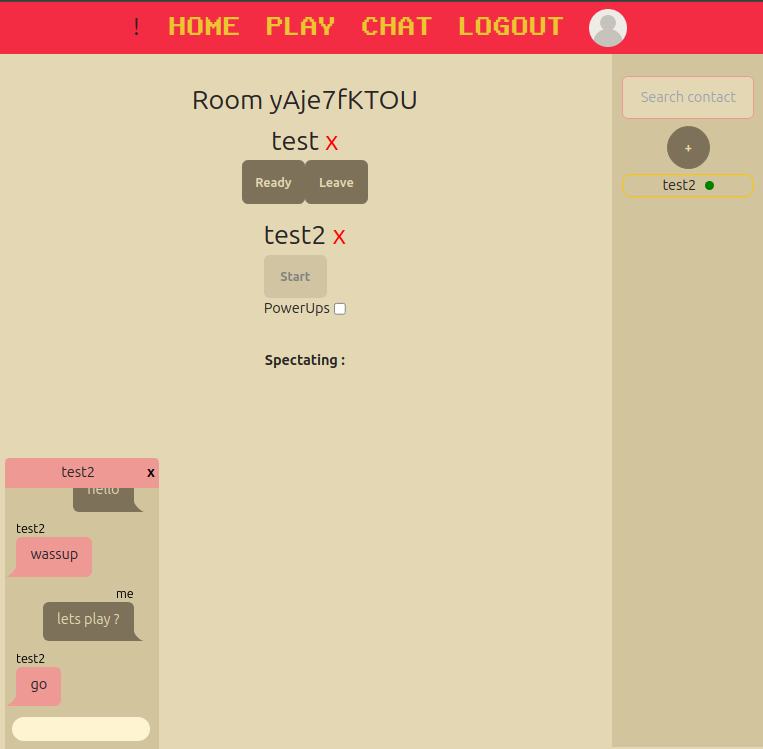 ! HOME PLAY CHAT LOGOUT
Room yAje7fKTOU
test x
Ready Leave
test2 x
Start
PowerUps
Spectating :
Search contact
+
test2
test2 x
hello
test2
wassup
me
lets play ?
test2
go